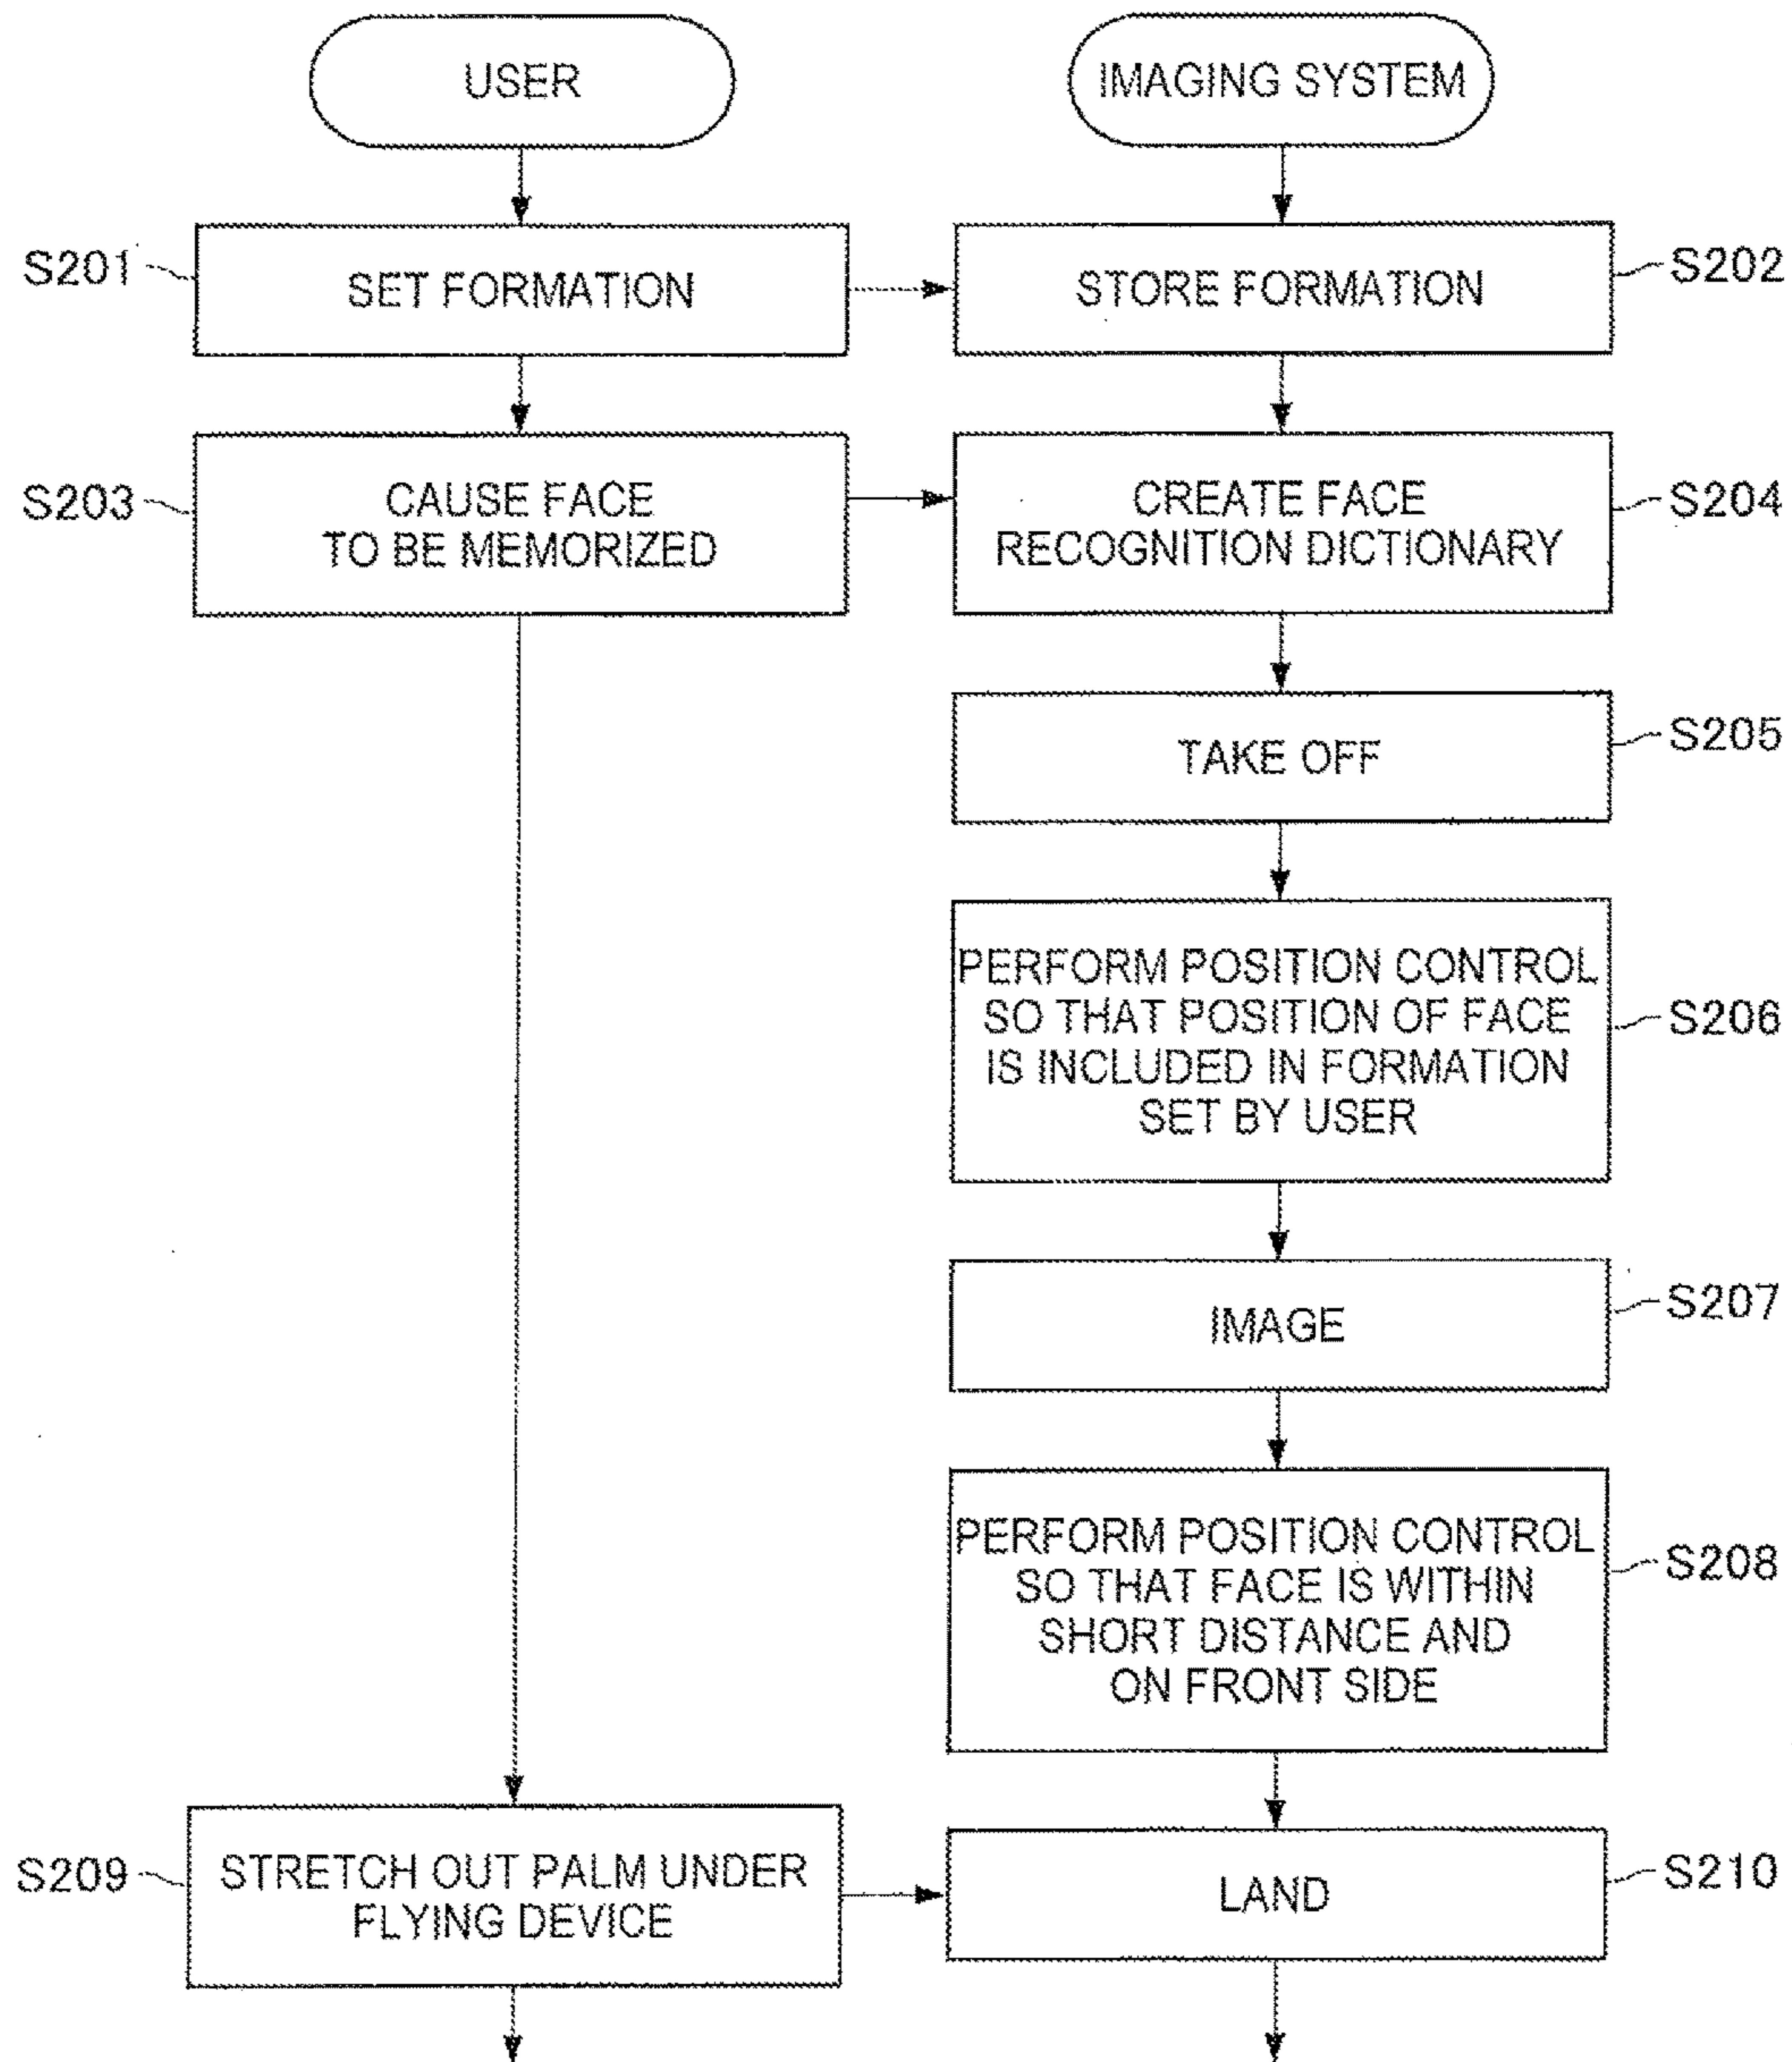 USER
IMAGING SYSTEM
S201
SET FORMATION
STORE FORMATION
S202
S203
CAUSE FACE
TO BE MEMORIZED
CREATE FACE
RECOGNITION DICTIONARY
S204
TAKE OFF
S205
PERFORM POSITION CONTROL
SO THAT POSITION OF FACE
IS INCLUDED IN FORMATION
SET BY USER
S206
IMAGE
S207
PERFORM POSITION CONTROL
SO THAT FACE IS WITHIN
SHORT DISTANCE AND
ON FRONT SIDE
S208
S209
STRETCH OUT PALM UNDER
FLYING DEVICE
LAND
S210